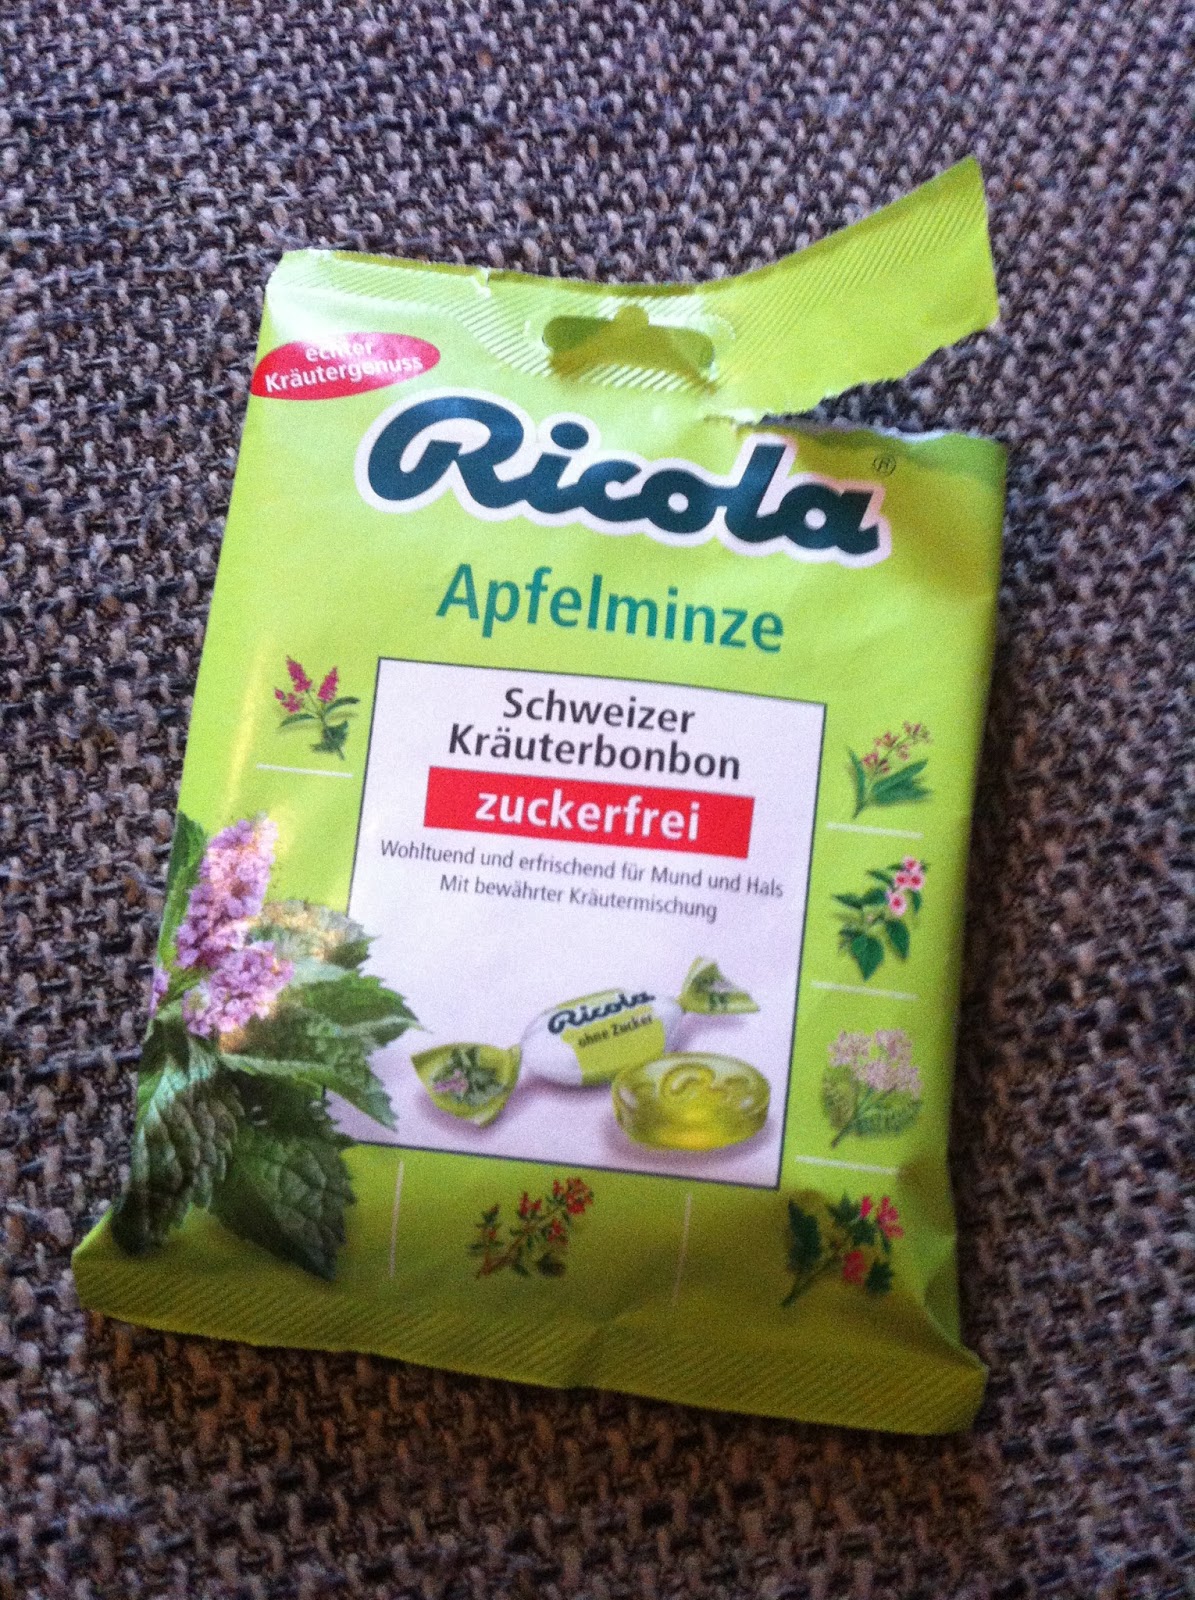 echter
Kräutergenuss
Ricola®
Apfelminze
Schweizer
Kräuterbonbon
zuckerfrei
Wohltuend und erfrischend für Mund und Hals
Mit bewährter Kräutermischung
Ricola
ohne Zucker